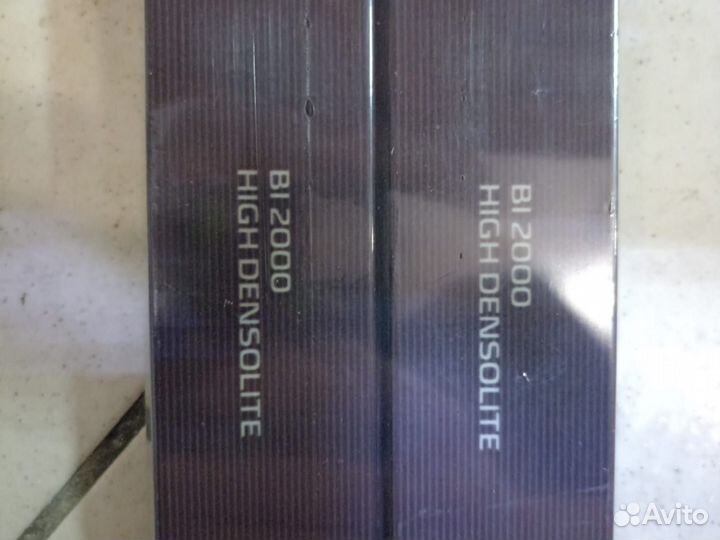 BI 2000
HIGH DENSOLITE
BI 2000
HIGH DENSOLITE
Avito